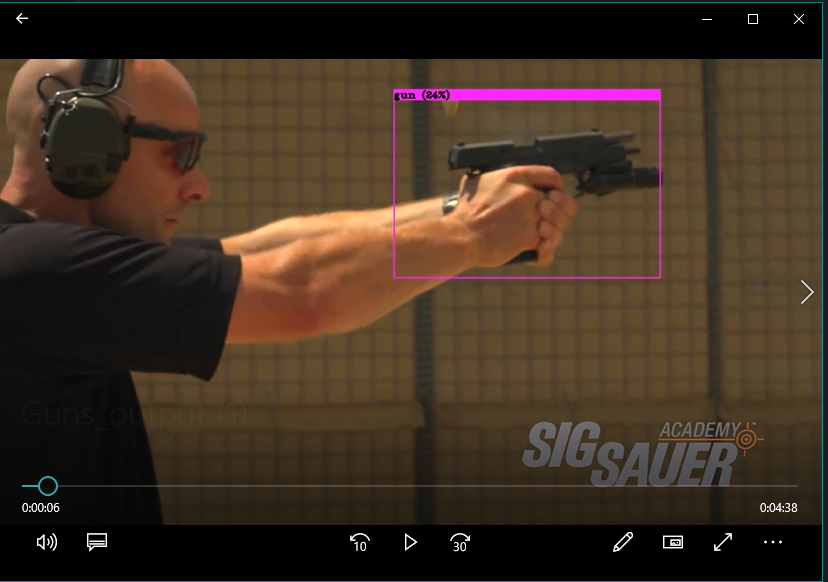 gun (24%)
Guns_output (1)
ACADEMY
SIG
SAUER
0:00:06
0:04:38
10
30